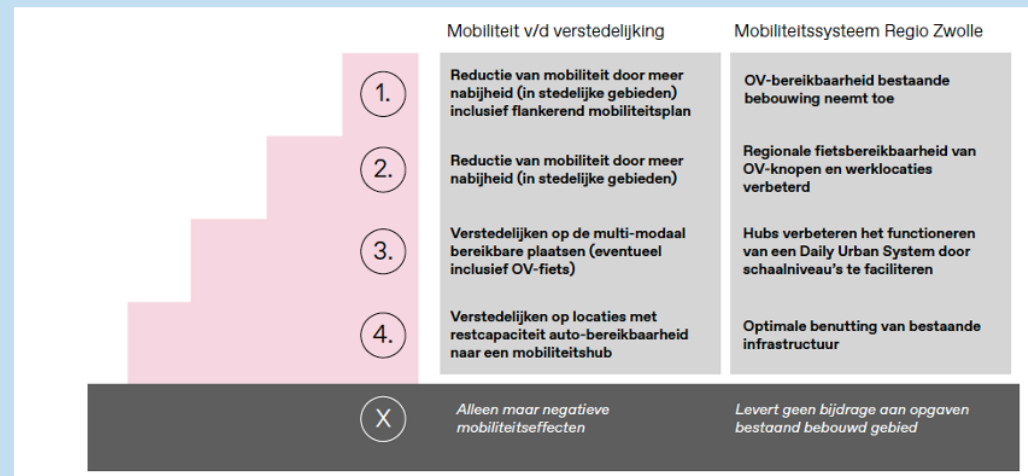 Mobiliteit v/d verstedelijking
Mobiliteitssysteem Regio Zwolle
1.
Reductie van mobiliteit door meer
nabijheid (in stedelijke gebieden)
inclusief flankerend mobiliteitsplan
OV-bereikbaarheid bestaande
bebouwing neemt toe
2.
Reductie van mobiliteit door meer
nabijheid (in stedelijke gebieden)
Regionale fietsbereikbaarheid van
OV-knopen en werklocaties
verbeterd
3.
Verstedelijken op de multi-modaal
bereikbare plaatsen (eventueel
inclusief OV-fiets)
Hubs verbeteren het functioneren
van een Daily Urban System door
schaalniveau's te faciliteren
4.
Verstedelijken op locaties met
restcapaciteit auto-bereikbaarheid
naar een mobiliteitshub
Optimale benutting van bestaande
infrastructuur
X
Alleen maar negatieve
mobiliteitseffecten
Levert geen bijdrage aan opgaven
bestaand bebouwd gebied